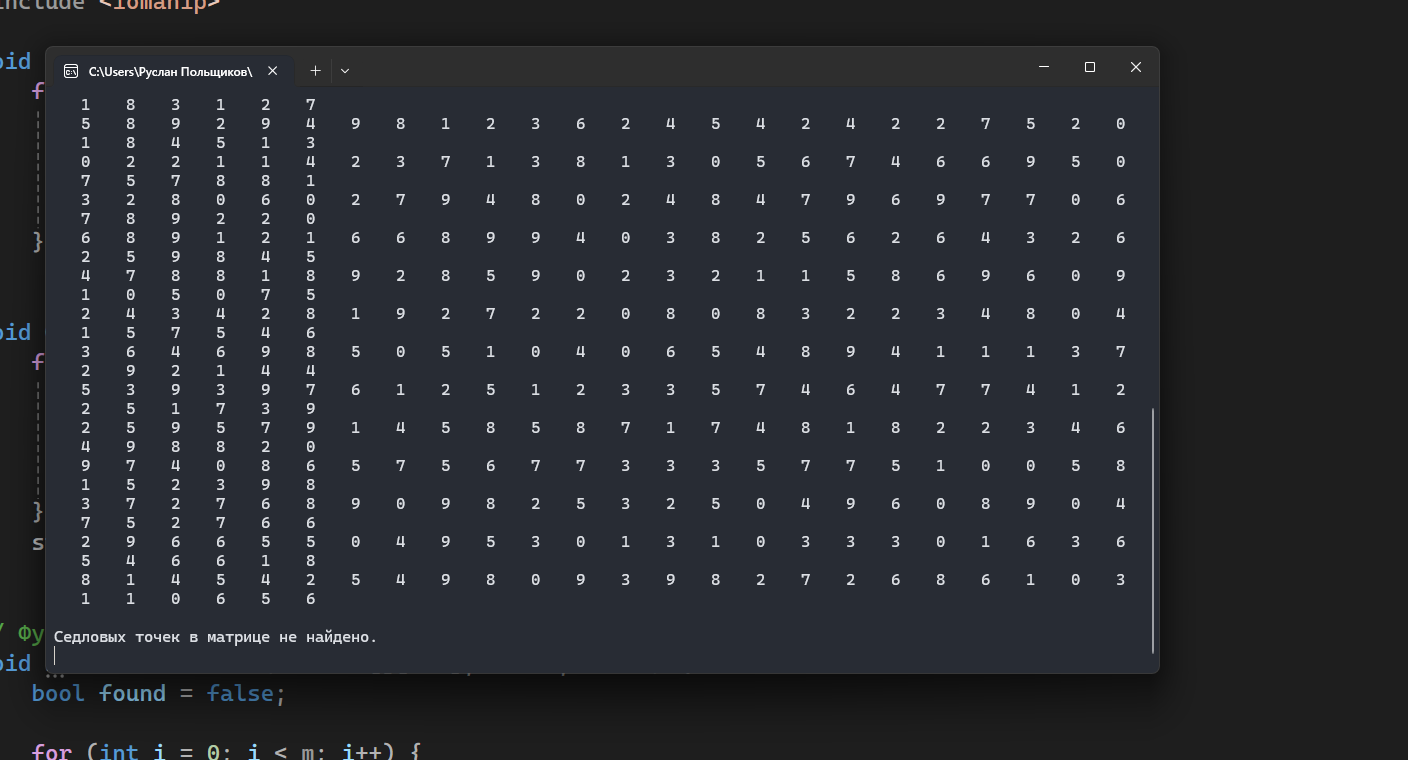 include <iomanip>
oid
C:\Users\Руслан Польщиков\
f
1 8 3 1 2 7
5 8 9 2 9 4 9 8 1 2 3 6 2 4 5 4 2 4 2 2 7 5 2 0
1 8 4 5 1 3
0 2 2 1 1 4 2 3 7 1 3 8 1 3 0 5 6 7 4 6 6 9 5 0
7 5 7 8 8 1
3 2 8 0 6 0 2 7 9 4 8 0 2 4 8 4 7 9 6 9 7 7 0 6
7 8 9 2 2 0
}
6 8 9 1 2 1 6 6 8 9 9 4 0 3 8 2 5 6 2 6 4 3 2 6
2 5 9 8 4 5
4 7 8 8 1 8 9 2 8 5 9 0 2 3 2 1 1 5 8 6 9 6 0 9
1 0 5 0 7 5
2 4 3 4 2 8 1 9 2 7 2 2 0 8 0 8 3 2 2 3 4 8 0 4
oid
1 5 7 5 4 6
3 6 4 6 9 8 5 0 5 1 0 4 0 6 5 4 8 9 4 1 1 1 3 7
f
2 9 2 1 4 4
5 3 9 3 9 7 6 1 2 5 1 2 3 3 5 7 4 6 4 7 7 4 1 2
2 5 1 7 3 9
2 5 9 5 7 9 1 4 5 8 5 8 7 1 7 4 8 1 8 2 2 3 4 6
4 9 8 8 2 0
9 7 4 0 8 6 5 7 5 6 7 7 3 3 3 5 7 7 5 1 0 0 5 8
1 5 2 3 9 8
3 7 2 7 6 8 9 0 9 8 2 5 3 2 5 0 4 9 6 0 8 9 0 4
}
7 5 2 7 6 6
2 9 6 6 5 5 0 4 9 5 3 0 1 3 1 0 3 3 3 0 1 6 3 6
s
5 4 6 6 1 8
8 1 4 5 4 2 5 4 9 8 0 9 3 9 8 2 7 2 6 8 6 1 0 3
1 1 0 6 5 6
/ Фу
Седловых точек в матрице не найдено.
oid
bool found = false;
for (int i = 0; i < m; i++) {